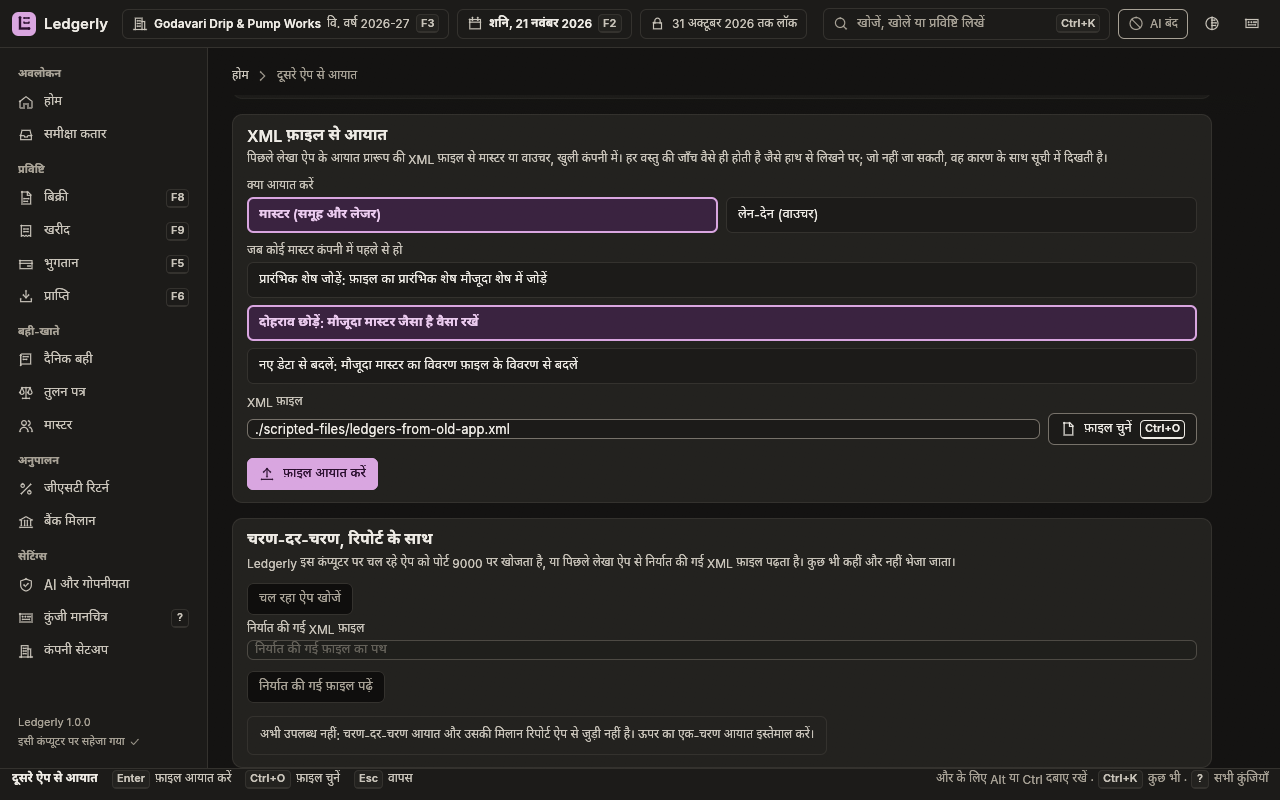 Ledgerly
Godavari Drip & Pump Works वि. वर्ष 2026-27 F3
शनि, 21 नवंबर 2026 F2
31 अक्टूबर 2026 तक लॉक
खोजें, खोलें या प्रविष्टि लिखें Ctrl+K
AI बंद
अवलोकन
होम
समीक्षा कतार
प्रविष्टि
बिक्री F8
खरीद F9
भुगतान F5
प्राप्ति F6
बही-खाते
दैनिक बही
तुलन पत्र
मास्टर
अनुपालन
जीएसटी रिटर्न
बैंक मिलान
सेटिंग्स
AI और गोपनीयता
कुंजी मानचित्र ?
कंपनी सेटअप
Ledgerly 1.0.0
इसी कंप्यूटर पर सहेजा गया
होम
दूसरे ऐप से आयात
XML फ़ाइल से आयात
पिछले लेखा ऐप के आयात प्रारूप की XML फ़ाइल से मास्टर या वाउचर, खुली कंपनी में। हर वस्तु की जाँच वैसे ही होती है जैसे हाथ से लिखने पर; जो नहीं जा सकती, वह कारण के साथ सूची में दिखती है।
क्या आयात करें
मास्टर (समूह और लेजर)
लेन-देन (वाउचर)
जब कोई मास्टर कंपनी में पहले से हो
प्रारंभिक शेष जोड़ें: फ़ाइल का प्रारंभिक शेष मौजूदा शेष में जोड़ें
दोहराव छोड़ें: मौजूदा मास्टर जैसा है वैसा रखें
नए डेटा से बदलें: मौजूदा मास्टर का विवरण फ़ाइल के विवरण से बदलें
XML फ़ाइल
./scripted-files/ledgers-from-old-app.xml
फ़ाइल चुनें Ctrl+O
फ़ाइल आयात करें
चरण-दर-चरण, रिपोर्ट के साथ
Ledgerly इस कंप्यूटर पर चल रहे ऐप को पोर्ट 9000 पर खोजता है, या पिछले लेखा ऐप से निर्यात की गई XML फ़ाइल पढ़ता है। कुछ भी कहीं और नहीं भेजा जाता।
चल रहा ऐप खोजें
निर्यात की गई XML फ़ाइल
निर्यात की गई फ़ाइल का पथ
निर्यात की गई फ़ाइल पढ़ें
अभी उपलब्ध नहीं: चरण-दर-चरण आयात और उसकी मिलान रिपोर्ट ऐप से जुड़ी नहीं है। ऊपर का एक-चरण आयात इस्तेमाल करें।
दूसरे ऐप से आयात Enter फ़ाइल आयात करें Ctrl+O फ़ाइल चुनें Esc वापस
और के लिए Alt या Ctrl दबाए रखें · Ctrl+K कुछ भी · ? सभी कुंजियाँ